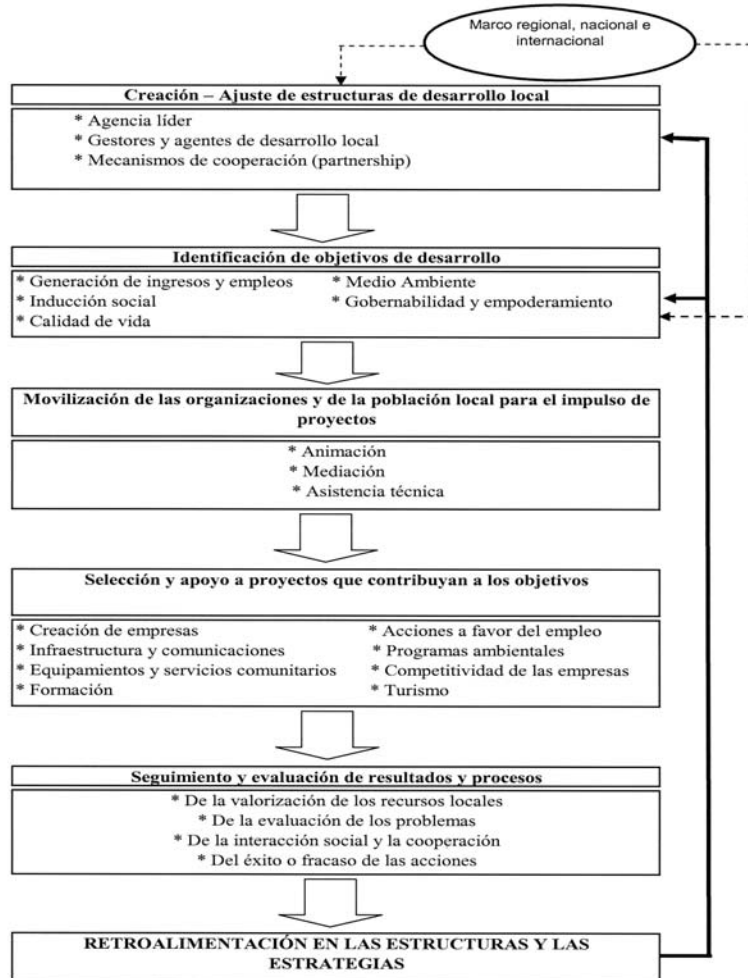 Marco regional, nacional e
internacional
Creación – Ajuste de estructuras de desarrollo local
* Agencia líder
* Gestores y agentes de desarrollo local
* Mecanismos de cooperación (partnership)
Identificación de objetivos de desarrollo
* Generación de ingresos y empleos
* Inducción social
* Calidad de vida
* Medio Ambiente
* Gobernabilidad y empoderamiento
Movilización de las organizaciones y de la población local para el impulso de
proyectos
* Animación
* Mediación
* Asistencia técnica
Selección y apoyo a proyectos que contribuyan a los objetivos
* Creación de empresas
* Infraestructura y comunicaciones
* Equipamientos y servicios comunitarios
* Formación
* Acciones a favor del empleo
* Programas ambientales
* Competitividad de las empresas
* Turismo
Seguimiento y evaluación de resultados y procesos
* De la valorización de los recursos locales
* De la evaluación de los problemas
* De la interacción social y la cooperación
* Del éxito o fracaso de las acciones
RETROALIMENTACIÓN EN LAS ESTRUCTURAS Y LAS
ESTRATEGIAS